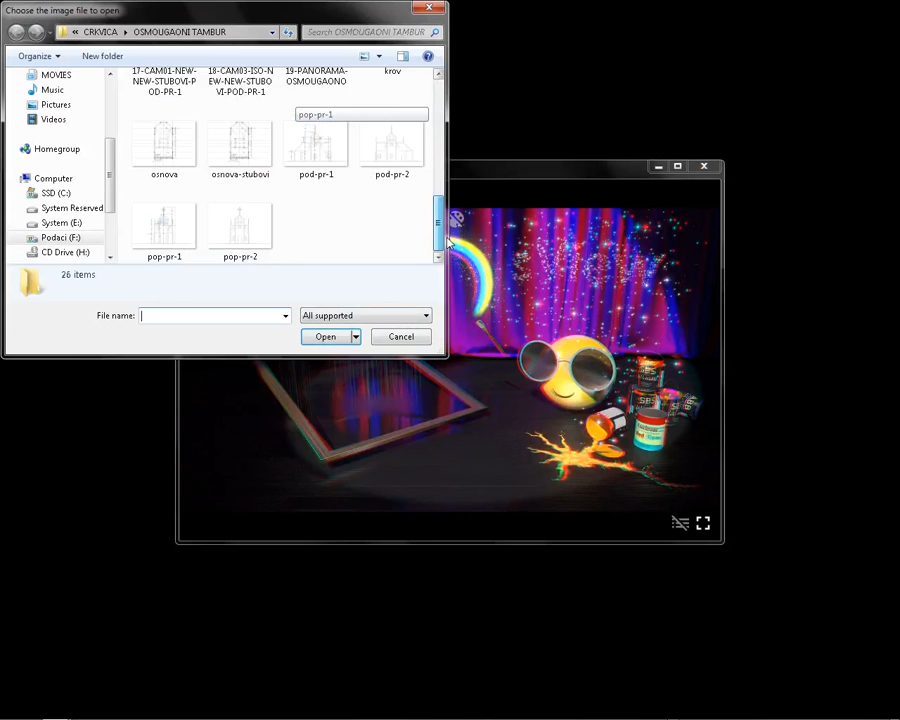 Choose the image file to open
« CRKVICA ▸ OSMOUGAONI TAMBUR
Search OSMOUGAONI TAMBUR
Organize
New folder
MOVIES
Music
Pictures
Videos
Homegroup
Computer
SSD (C:)
System Reserved
System (E:)
Podaci (F:)
CD Drive (H:)
17-CAM01-NEW-
NEW-STUBOVI-P
OD-PR-1
18-CAM03-ISO-N
EW-NEW-STUBO
VI-POD-PR-1
19-PANORAMA-
OSMOUGAONO
krov
pop-pr-1
osnova
osnova-stubovi
pod-pr-1
pod-pr-2
pop-pr-1
pop-pr-2
26 items
File name:
All supported
Open
Cancel
SBS